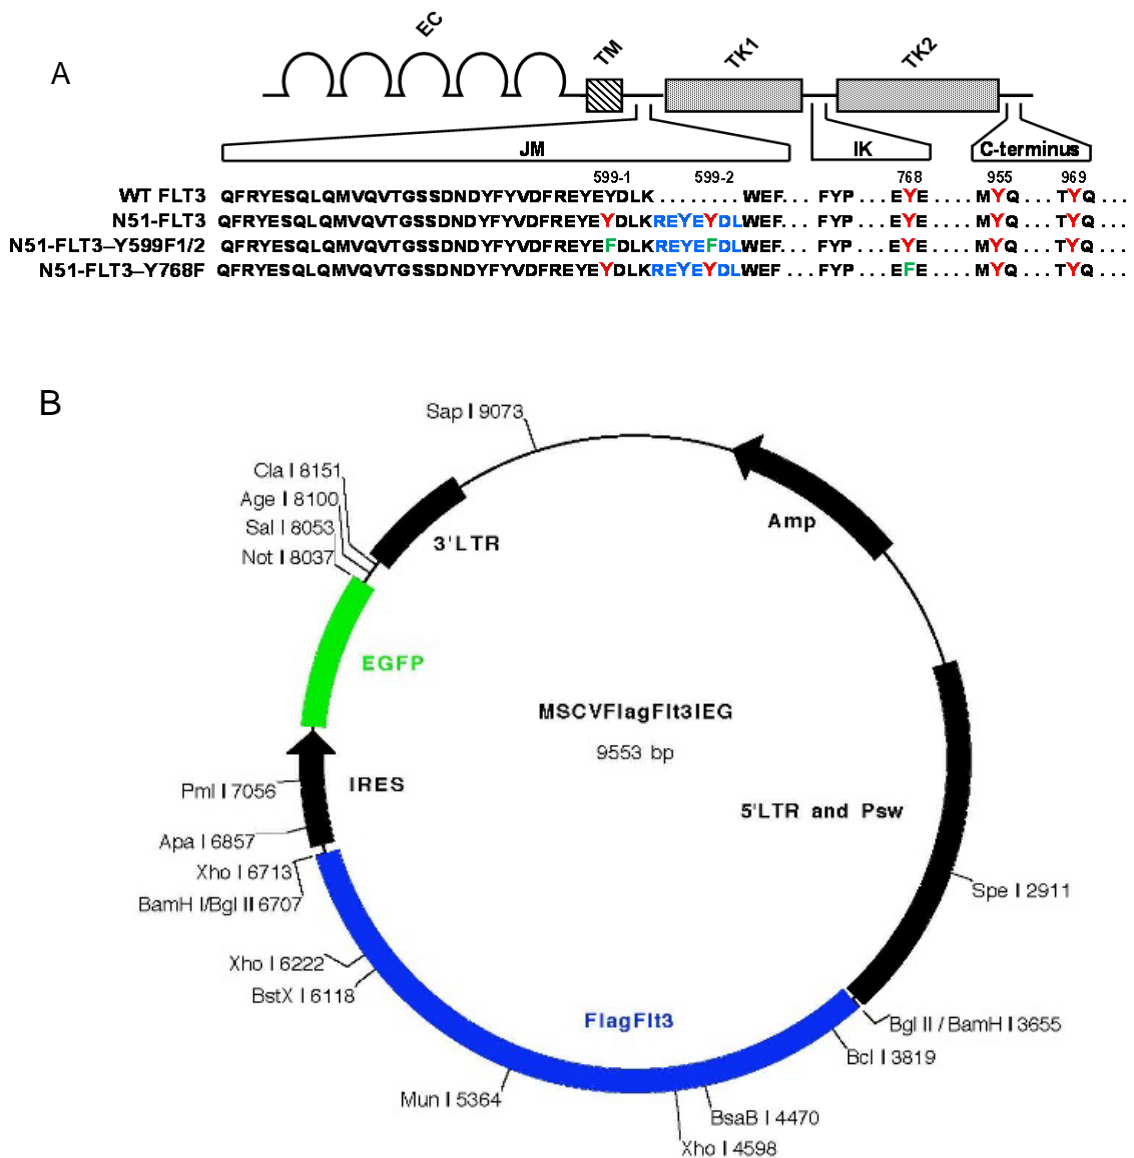 A
EC
TM
TK1
TK2
JM
IK
C-terminus
599-1
599-2
768
955
969
WT FLT3 QFRYESQLQMVQVTGSSDNDYFYVDFREYEYDLK.........WEF... FYP... EYE.... MYQ... TYQ...
N51-FLT3 QFRYESQLQMVQVTGSSDNDYFYVDFREYEYDLKREYEYDLWEF... FYP... EYE.... MYQ... TYQ...
N51-FLT3–Y599F1/2 QFRYESQLQMVQVTGSSDNDYFYVDFREYEFDLKREYEFDLWEF... FYP... EYE.... MYQ... TYQ...
N51-FLT3–Y768F QFRYESQLQMVQVTGSSDNDYFYVDFREYEYDLKREYEYDLWEF... FYP... EFE.... MYQ... TYQ...
B
Sap I 9073
Cla I 8151
Age I 8100
Sal I 8053
Not I 8037
3'LTR
Amp
EGFP
MSCVFlagFlt3IEG
9553 bp
IRES
Pml I 7056
5'LTR and Psw
Apa I 6857
Xho I 6713
BamH I/Bgl II 6707
Spe I 2911
Xho I 6222
BstX I 6118
FlagFlt3
Bgl II / BamH I 3655
Bcl I 3819
Mun I 5364
BsaB I 4470
Xho I 4598